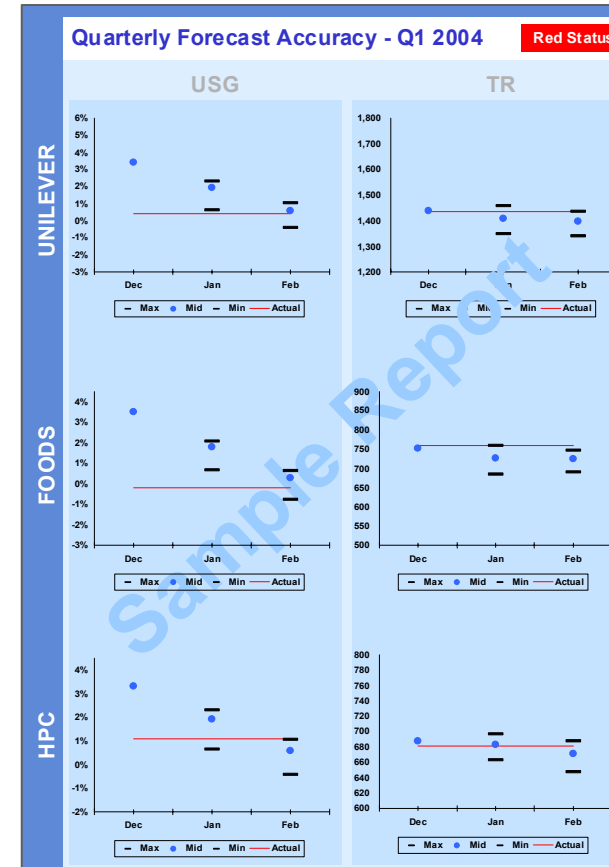 Quarterly Forecast Accuracy - Q1 2004
Red Status
USG
TR
UNILEVER
6%
5%
4%
3%
2%
1%
0%
-1%
-2%
-3%
Dec Jan Feb
Max Mid Min Actual
1,800
1,700
1,600
1,500
1,400
1,300
1,200
Dec Jan Feb
Max Mid Min Actual
FOODS
4%
3%
2%
1%
0%
-1%
-2%
-3%
Dec Jan Feb
Max Mid Min Actual
900
850
800
750
700
650
600
550
500
Dec Jan Feb
Max Mid Min Actual
HPC
4%
3%
2%
1%
0%
-1%
-2%
Dec Jan Feb
Max Mid Min Actual
800
780
760
740
720
700
680
660
640
620
600
Dec Jan Feb
Max Mid Min Actual
Sample Report